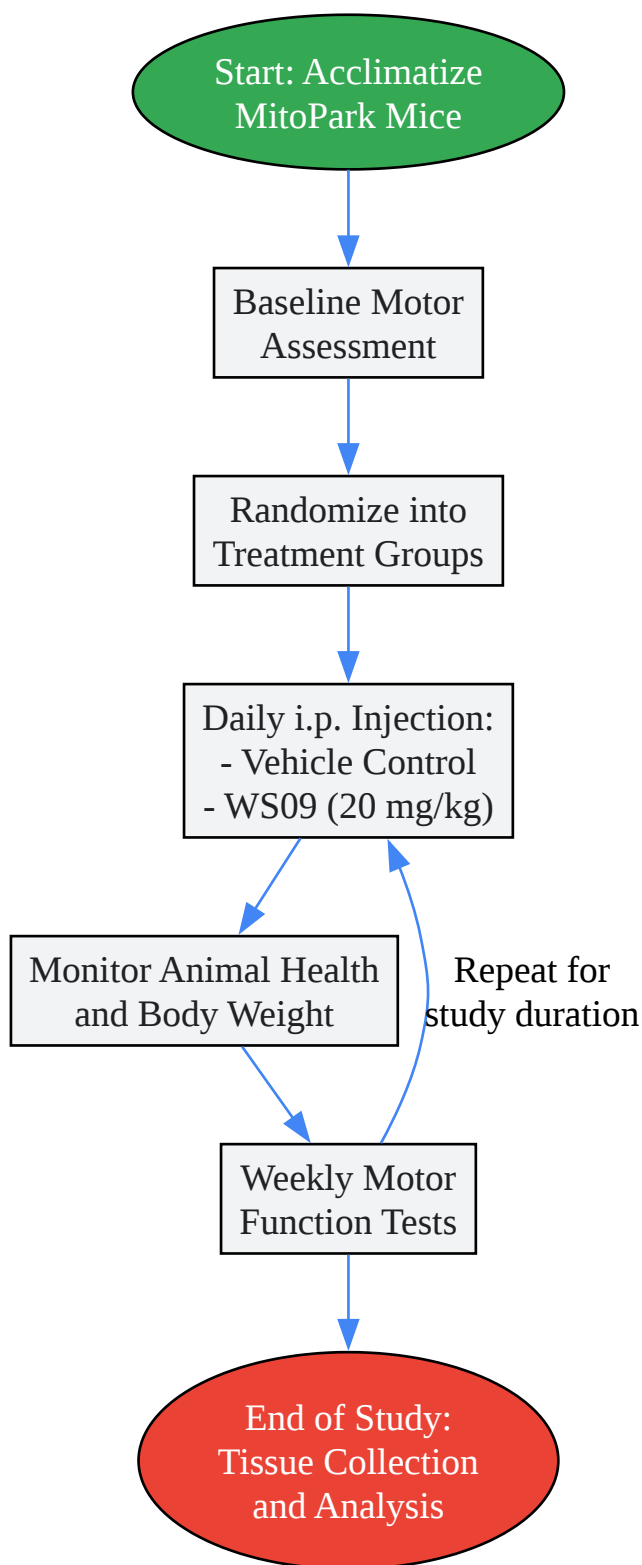 Start: Acclimatize
MitoPark Mice
Baseline Motor
Assessment
Randomize into
Treatment Groups
Daily i.p. Injection:
- Vehicle Control
- WS09 (20 mg/kg)
Monitor Animal Health
and Body Weight
Repeat for
study duration
Weekly Motor
Function Tests
End of Study:
Tissue Collection
and Analysis